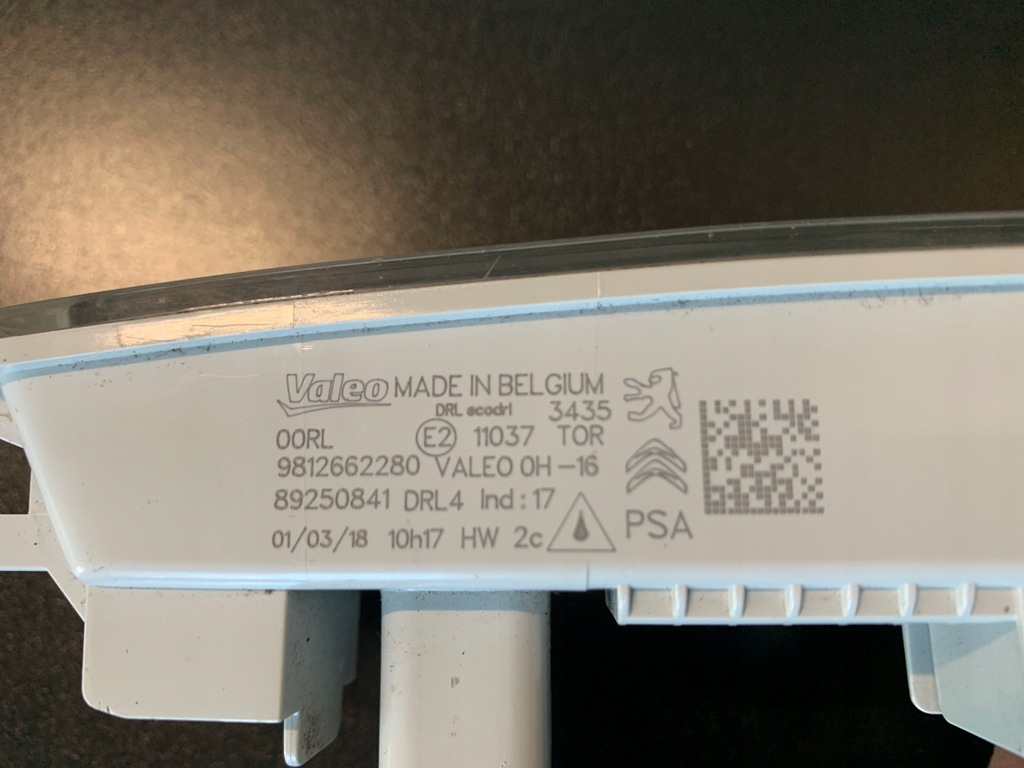 Valeo MADE IN BELGIUM
DRL ecodrl 3435
00RL E2 11037 TOR
9812662280 VALEO 0H-16
89250841 DRL4 Ind:17
01/03/18 10h17 HW 2c
PSA